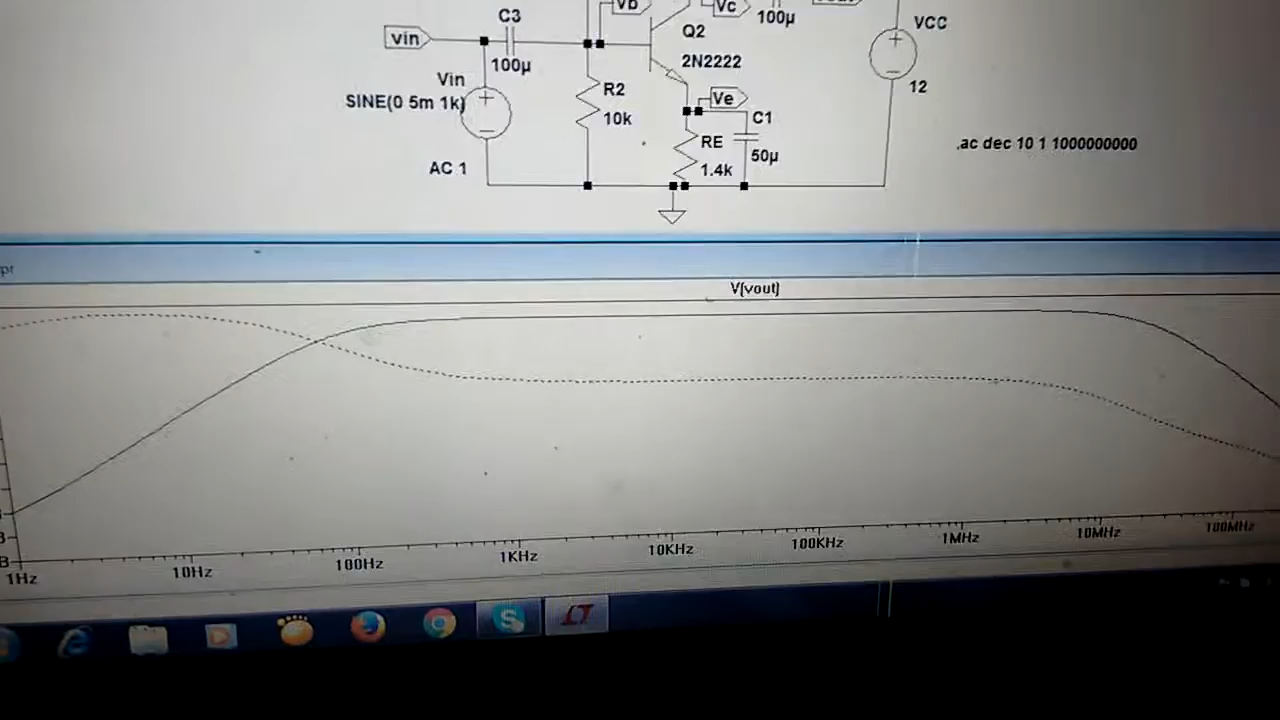 Vb
Vc
100µ
VCC
C3
Q2
vin
100µ
2N2222
Vin
R2
12
SINE(0 5m 1k)
10k
Ve
C1
RE
50µ
.ac dec 10 1 1000000000
AC 1
1.4k
V(vout)
1Hz
10Hz
100Hz
1KHz
10KHz
100KHz
1MHz
10MHz
100MHz